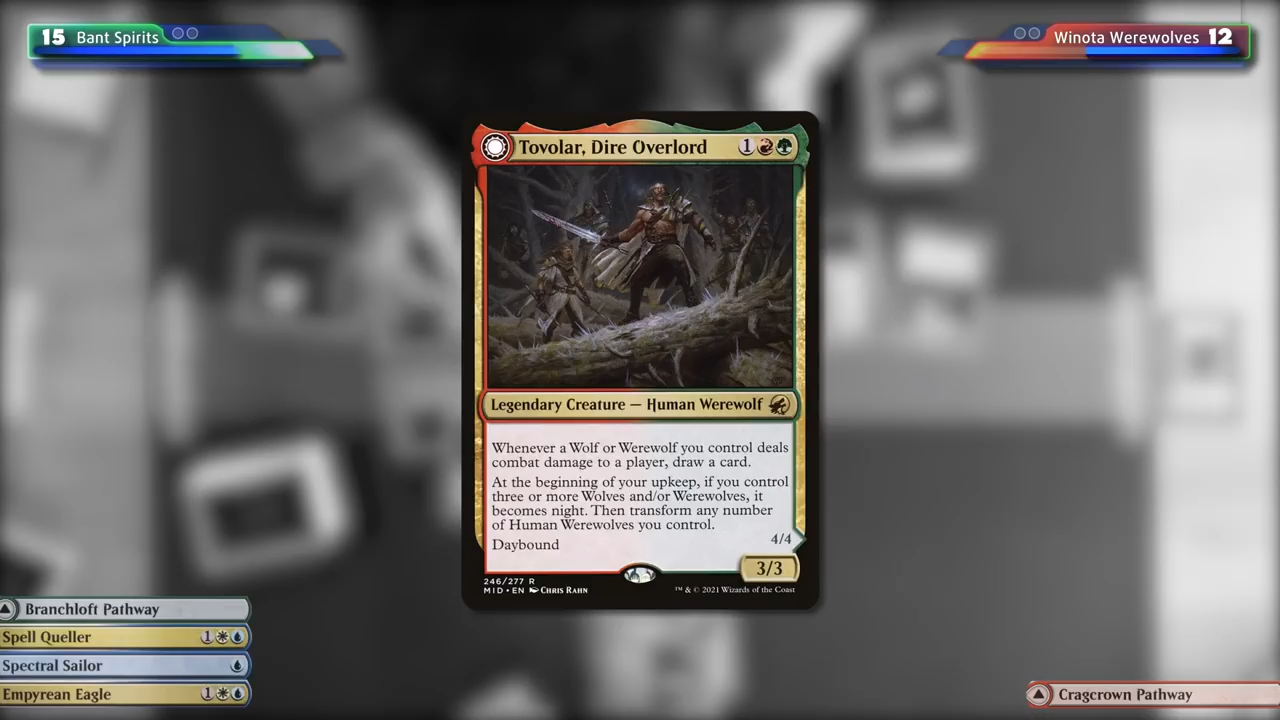 15 Bant Spirits
Winota Werewolves 12
Tovolar, Dire Overlord 1
Legendary Creature — Human Werewolf
Whenever a Wolf or Werewolf you control deals
combat damage to a player, draw a card.
At the beginning of your upkeep, if you control
three or more Wolves and/or Werewolves, it
becomes night. Then transform any number
of Human Werewolves you control.
Daybound
4/4
3/3
246/277 R
MID • EN Chris Rahn
™ & © 2021 Wizards of the Coast
Branchloft Pathway
Spell Queller 1
Spectral Sailor
Empyrean Eagle 1
Cragcrown Pathway